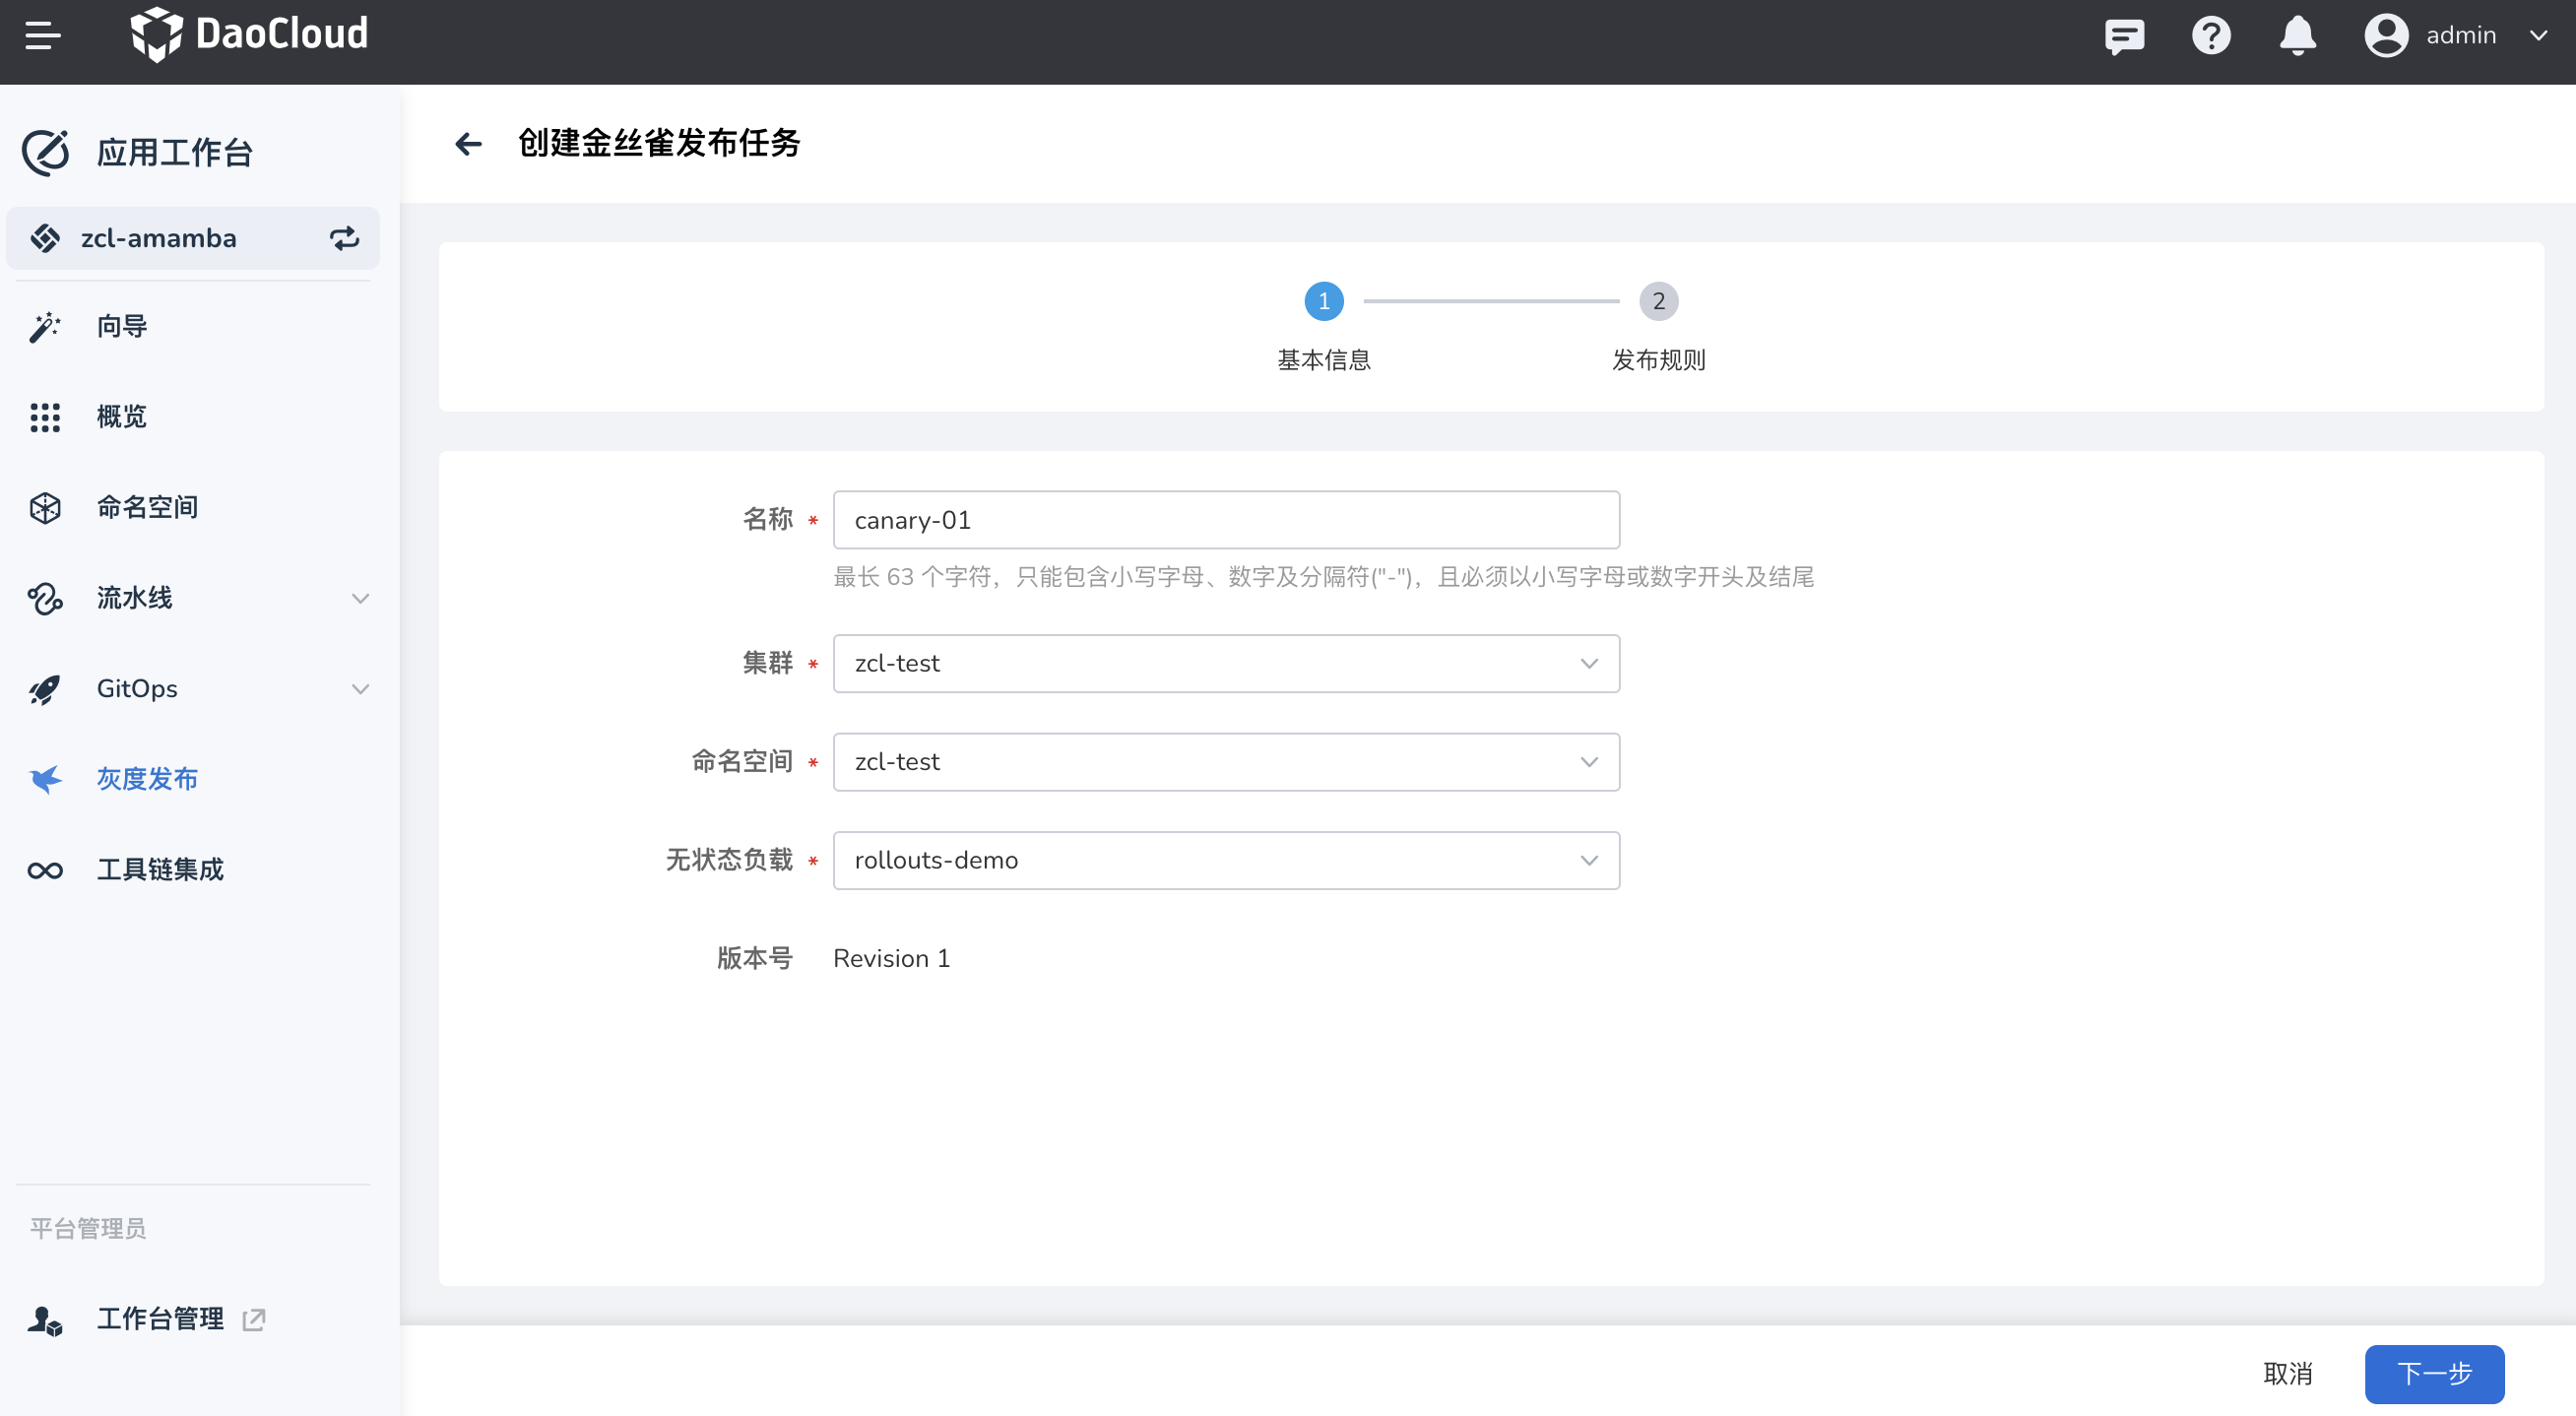 DaoCloud
admin
应用工作台
zcl-amamba
向导
概览
命名空间
流水线
GitOps
灰度发布
工具链集成
平台管理员
工作台管理
创建金丝雀发布任务
1
2
基本信息
发布规则
名称 * canary-01
最长 63 个字符，只能包含小写字母、数字及分隔符("-")，且必须以小写字母或数字开头及结尾
集群 * zcl-test
命名空间 * zcl-test
无状态负载 * rollouts-demo
版本号 Revision 1
取消
下一步